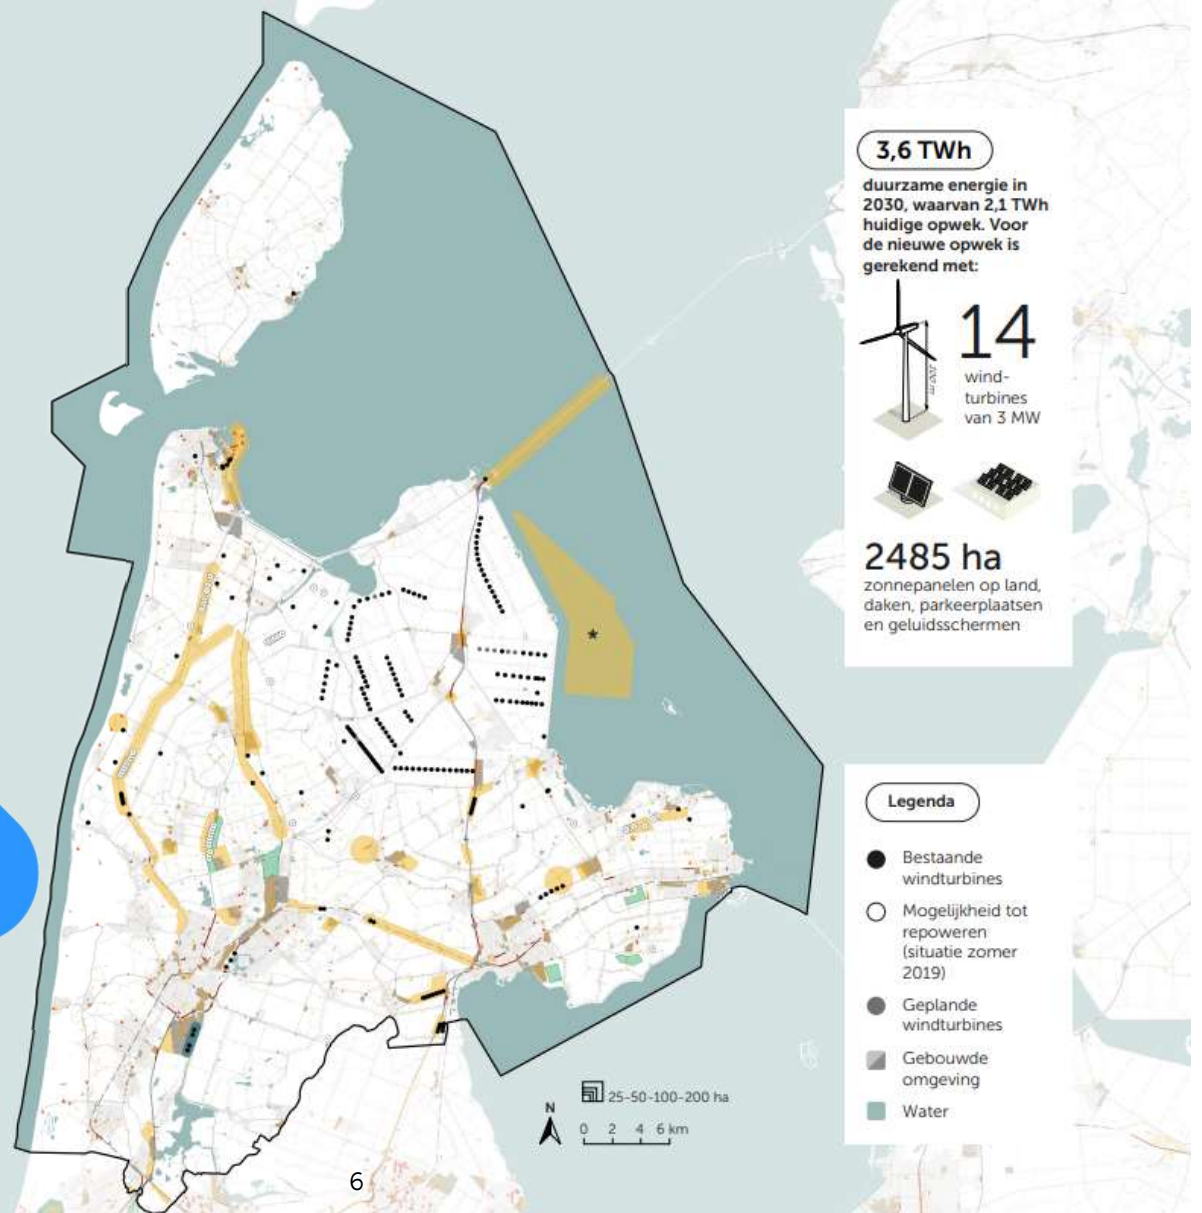 3,6 TWh
duurzame energie in
2030, waarvan 2,1 TWh
huidige opwek. Voor
de nieuwe opwek is
gerekend met:
100 m
14
wind-
turbines
van 3 MW
2485 ha
zonnepanelen op land,
daken, parkeerplaatsen
en geluidsschermen
*
Legenda
Bestaande
windturbines
Mogelijkheid tot
repoweren
(situatie zomer
2019)
Geplande
windturbines
Gebouwde
omgeving
Water
25-50-100-200 ha
N
0 2 4 6 km
6